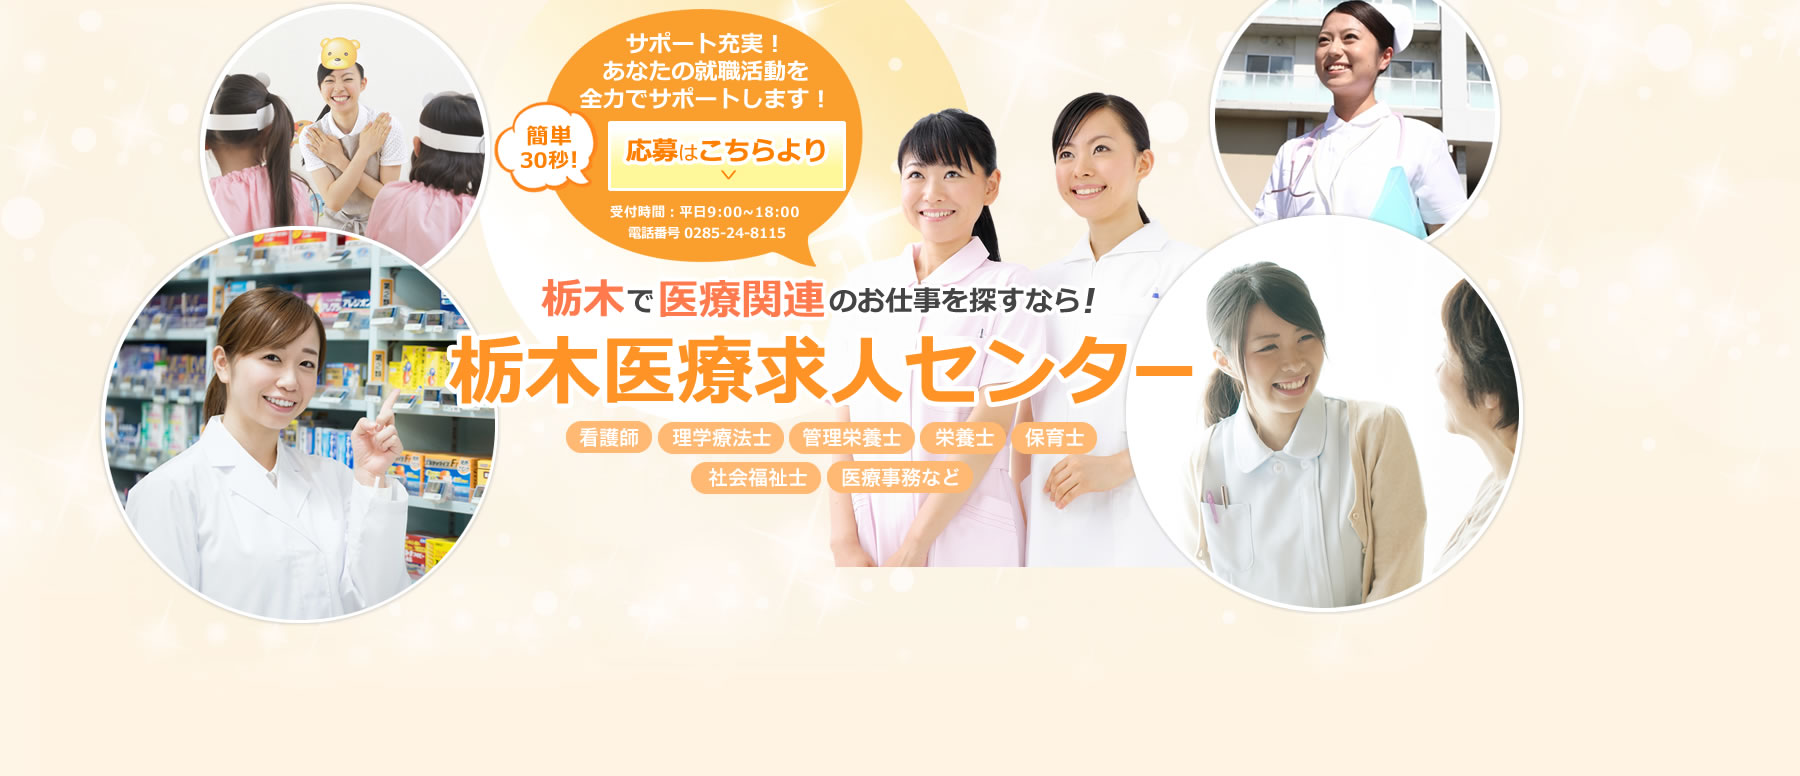 サポート充実！
あなたの就職活動を
全力でサポートします！
簡単
30秒!
応募はこちらより
受付時間：平日9:00~18:00
電話番号 0285-24-8115
栃木で医療関連のお仕事を探すなら!
栃木医療求人センター
看護師 理学療法士 管理栄養士 栄養士 保育士
社会福祉士 医療事務など